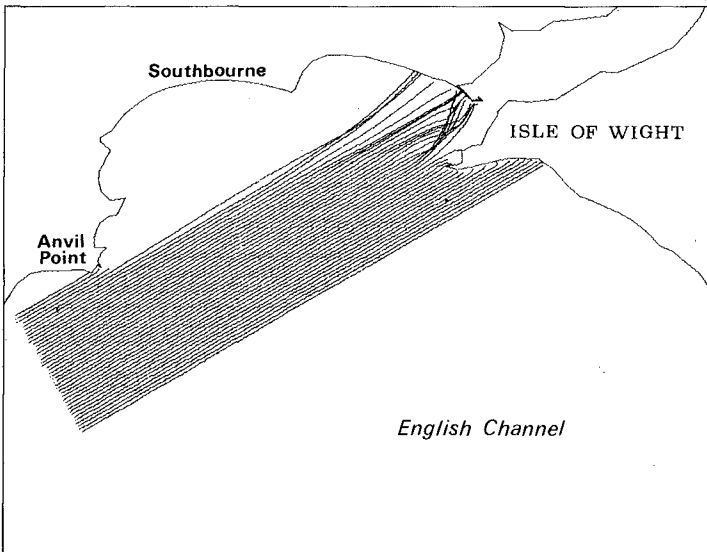 Southbourne
ISLE OF WIGHT
Anvil
Point
English Channel